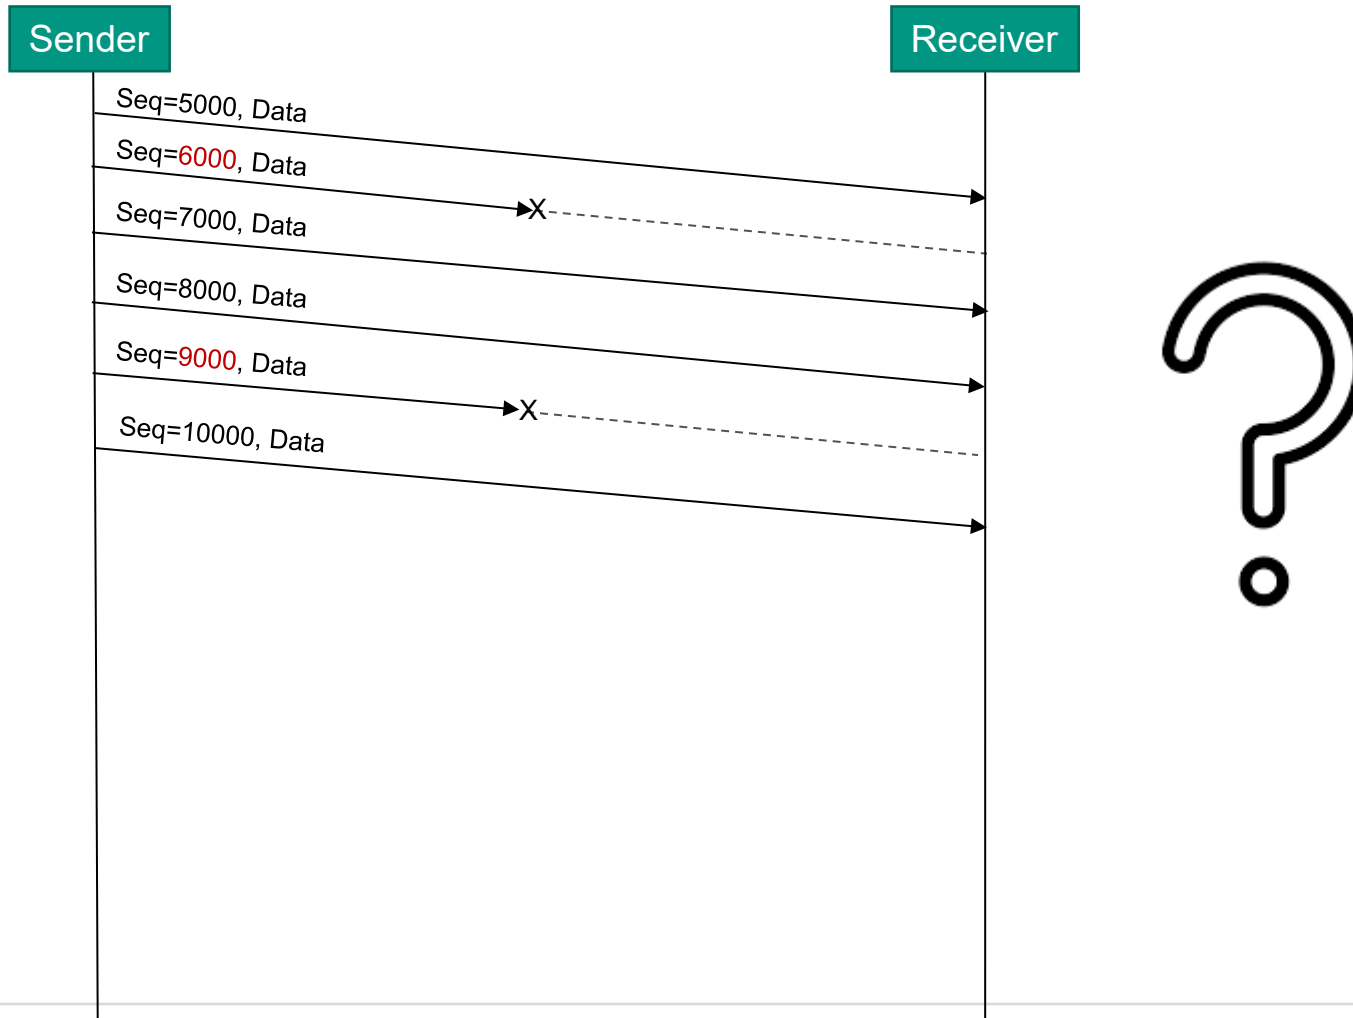 Sender
Receiver
Seq=5000, Data
Seq=6000, Data
X
Seq=7000, Data
Seq=8000, Data
Seq=9000, Data
X
Seq=10000, Data